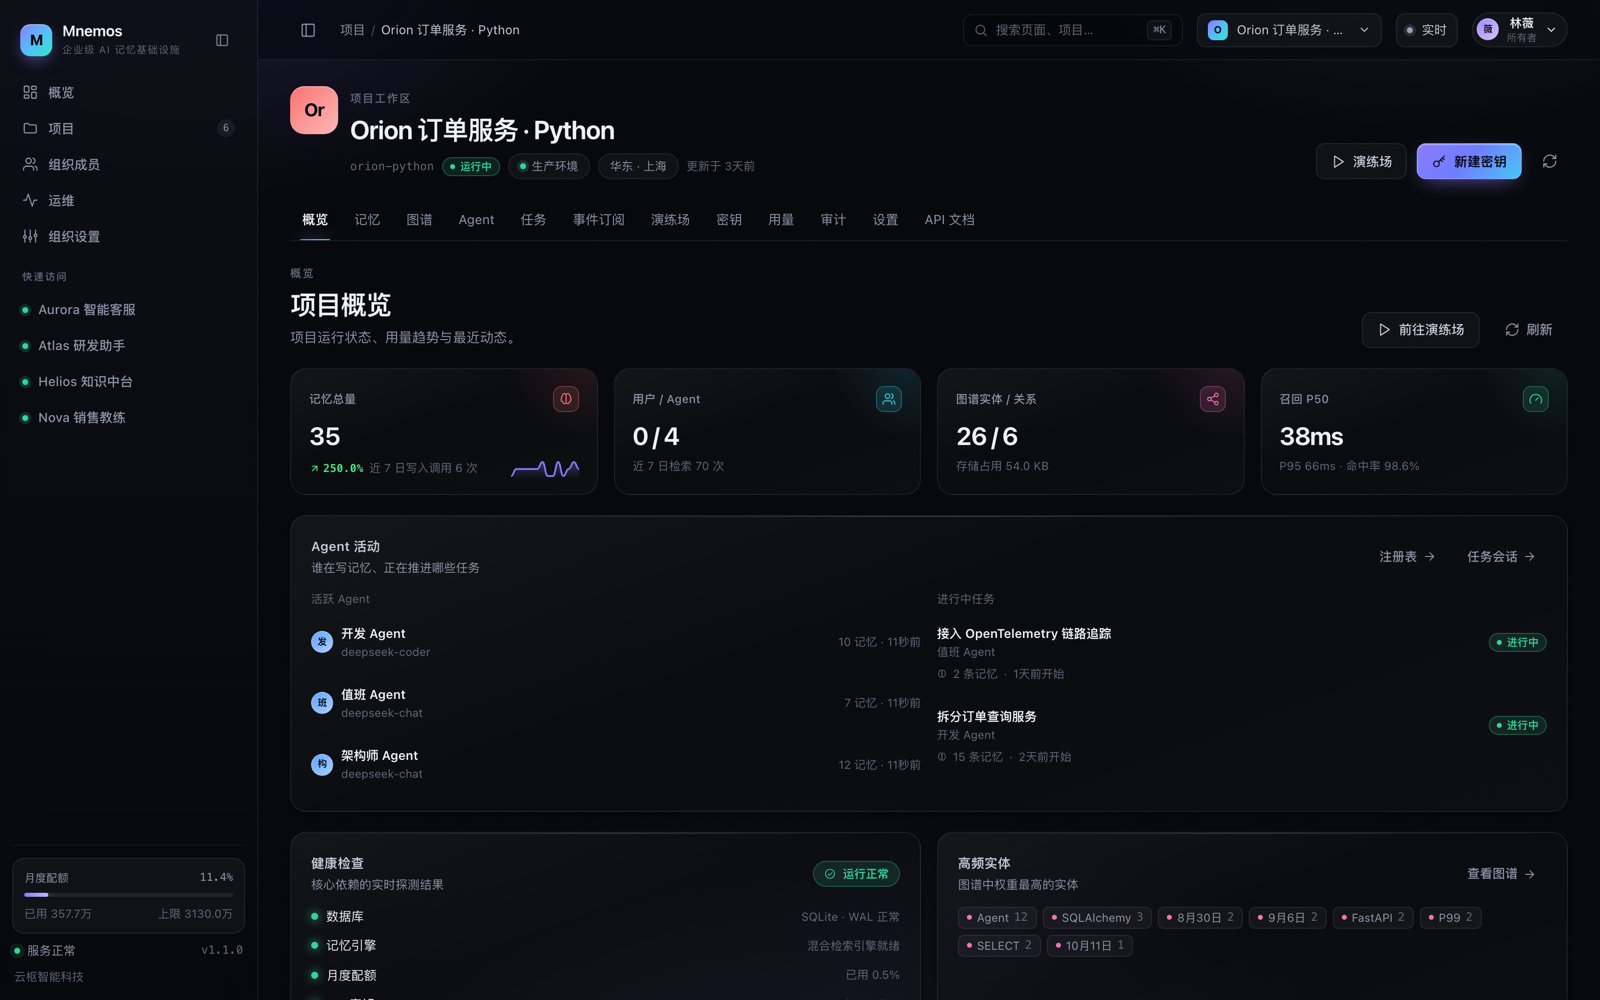 M
Mnemos
企业级 AI 记忆基础设施
概览
项目
6
组织成员
运维
组织设置
快速访问
Aurora 智能客服
Atlas 研发助手
Helios 知识中台
Nova 销售教练
月度配额
11.4%
已用 357.7万
上限 3130.0万
服务正常
v1.1.0
云枢智能科技
项目 / Orion 订单服务 · Python
搜索页面、项目...
⌘K
O
Orion 订单服务 · ...
实时
薇
林薇
所有者
Or
项目工作区
Orion 订单服务 · Python
orion-python
运行中
生产环境
华东 · 上海
更新于 3天前
演练场
新建密钥
概览
记忆
图谱
Agent
任务
事件订阅
演练场
密钥
用量
审计
设置
API 文档
概览
项目概览
项目运行状态、用量趋势与最近动态。
前往演练场
刷新
记忆总量
35
250.0% 近 7 日写入调用 6 次
用户 / Agent
0 / 4
近 7 日检索 70 次
图谱实体 / 关系
26 / 6
存储占用 54.0 KB
召回 P50
38ms
P95 66ms · 命中率 98.6%
Agent 活动
谁在写记忆、正在推进哪些任务
注册表 →
任务会话 →
活跃 Agent
发
开发 Agent
deepseek-coder
10 记忆 · 11秒前
班
值班 Agent
deepseek-chat
7 记忆 · 11秒前
构
架构师 Agent
deepseek-chat
12 记忆 · 11秒前
进行中任务
接入 OpenTelemetry 链路追踪
值班 Agent
2 条记忆 · 1天前开始
进行中
拆分订单查询服务
开发 Agent
15 条记忆 · 2天前开始
进行中
健康检查
核心依赖的实时探测结果
运行正常
数据库
SQLite · WAL 正常
记忆引擎
混合检索引擎就绪
月度配额
已用 0.5%
高频实体
图谱中权重最高的实体
查看图谱 →
Agent 12
SQLAlchemy 3
8月30日 2
9月6日 2
FastAPI 2
P99 2
SELECT 2
10月11日 1